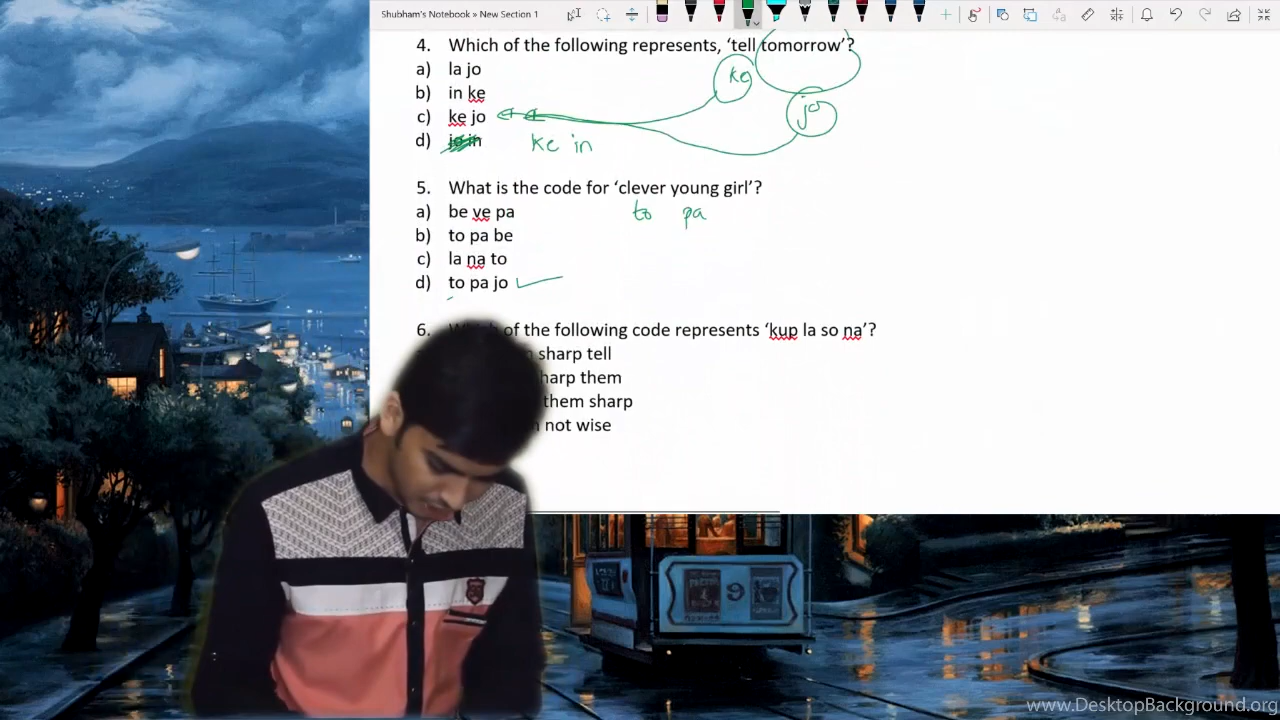 Shubham's Notebook » New Section 1
4. Which of the following represents, 'tell tomorrow'?
a) la jo
ke
b) in ke
c) ke jo
jo
d) jo in
ke in
5. What is the code for 'clever young girl'?
a) be ve pa
to pa
b) to pa be
c) la na to
d) to pa jo
6. of the following code represents 'kup la so na'?
sharp tell
them
them sharp
not wise
9
www.DesktopBackground.org